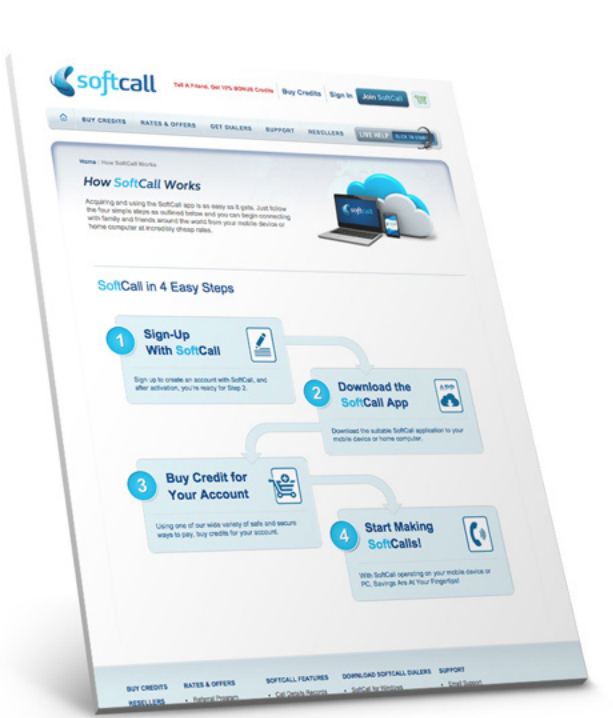 softcall
Tell A Friend, Get 10% BONUS Credits
Buy Credits
Sign In
Join SoftCall
BUY CREDITS
RATES & OFFERS
GET DIALERS
SUPPORT
RESELLERS
LIVE HELP
CLICK TO START
Home | How SoftCall Works
How SoftCall Works
Acquiring and using the SoftCall app is as easy as it gets. Just follow
the four simple steps as outlined below and you can begin connecting
with family and friends around the world from your mobile device or
home computer at incredibly cheap rates.
softcall
SoftCall in 4 Easy Steps
1
Sign-Up
With SoftCall
Sign up to create an account with SoftCall, and
after activation, you're ready for Step 2.
2
Download the
SoftCall App
APP
Download the suitable SoftCall application to your
mobile device or home computer.
3
Buy Credit for
Your Account
Using one of our wide variety of safe and secure
ways to pay, buy credits for your account.
4
Start Making
SoftCalls!
With SoftCall operating on your mobile device or
PC, Savings Are At Your Fingertips!
BUY CREDITS
RESELLERS
RATES & OFFERS
• Referral Program
SOFTCALL FEATURES
• Call Details Records
DOWNLOAD SOFTCALL DIALERS
• SoftCall for Windows
SUPPORT
• Email Support